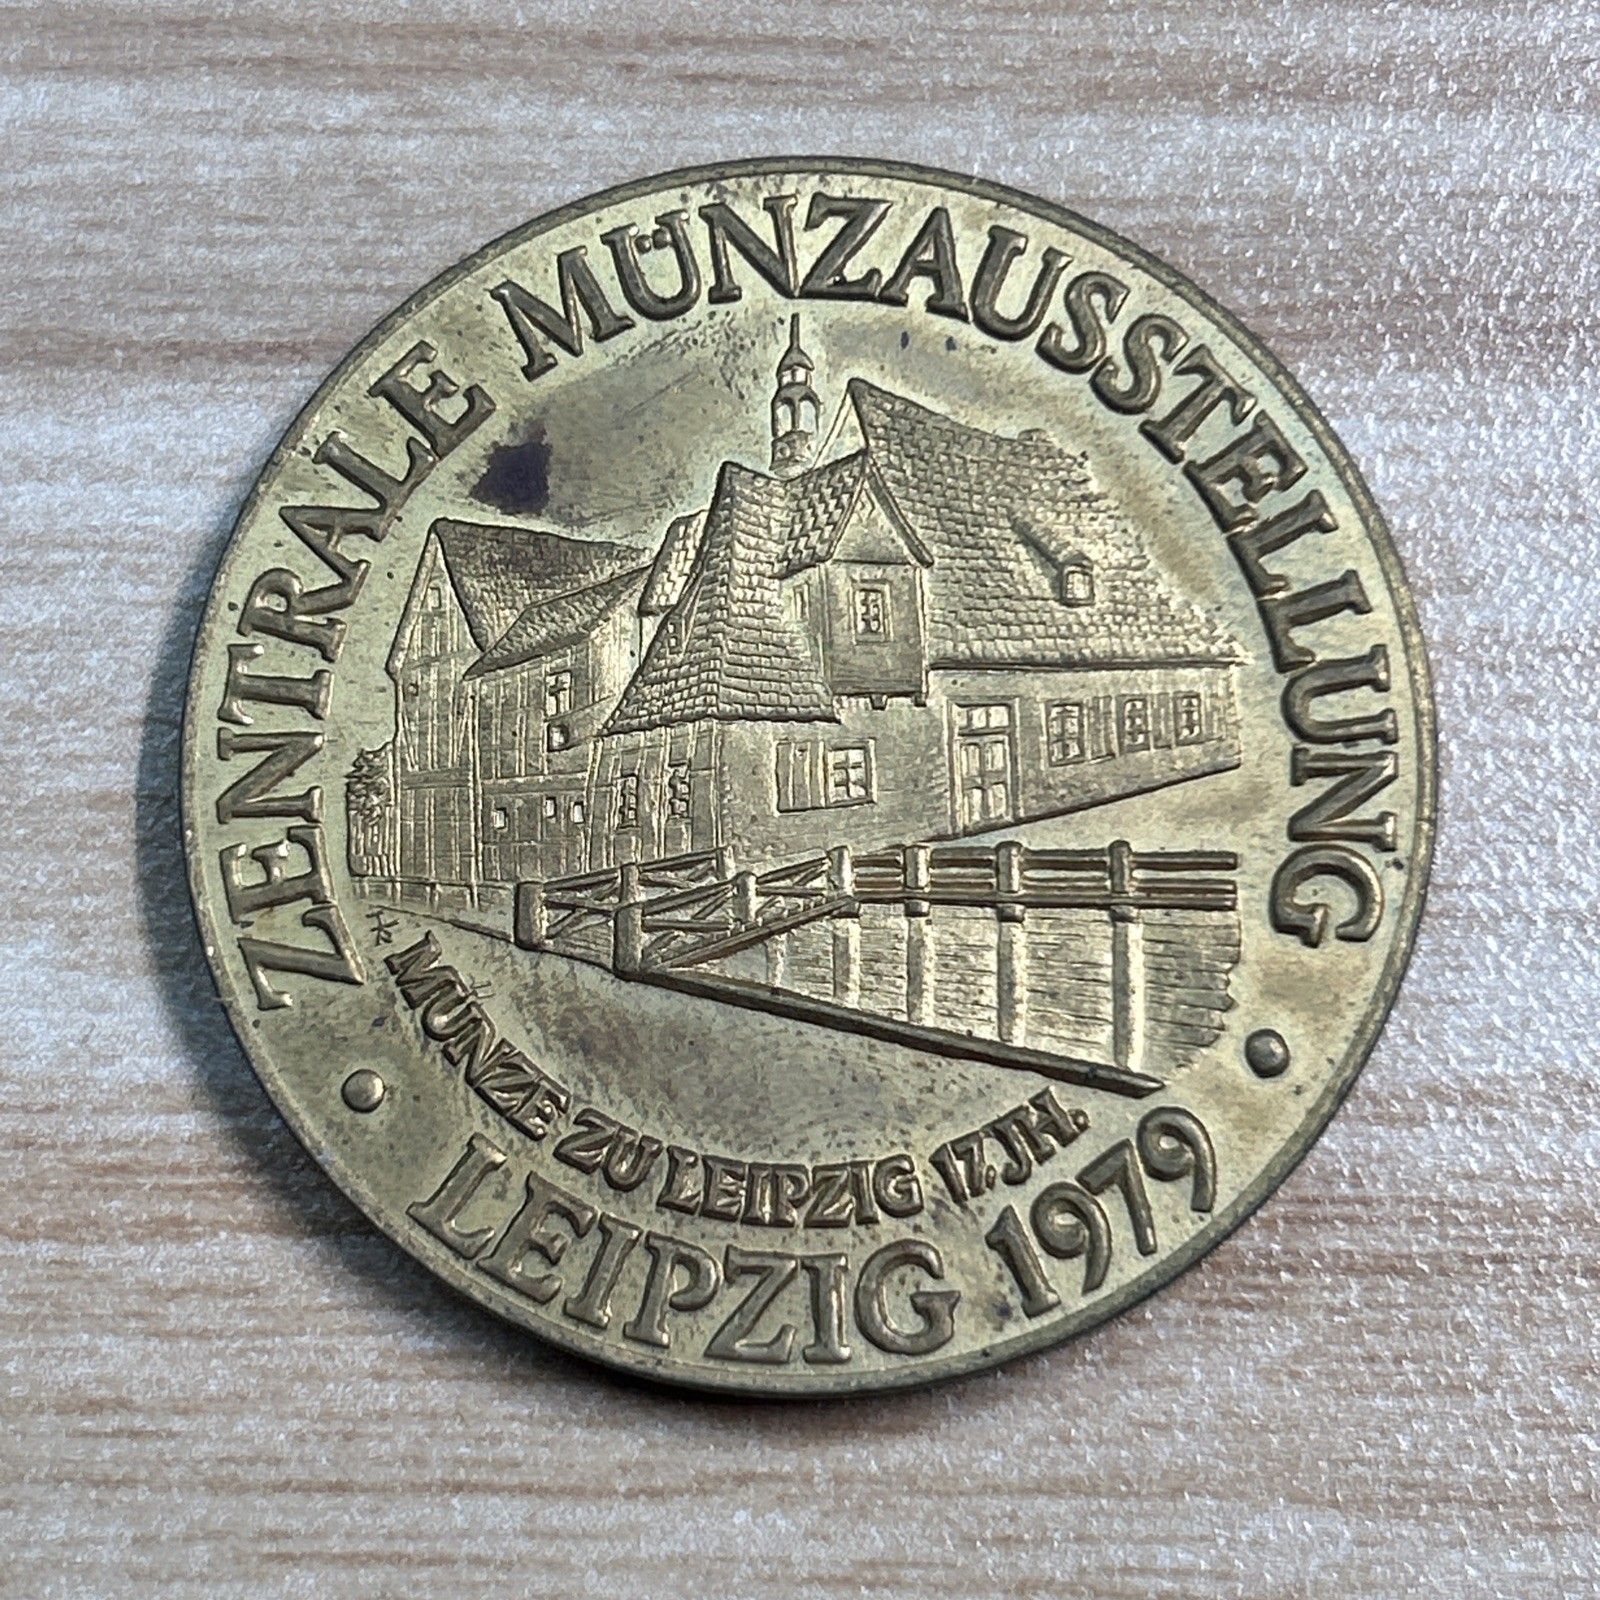 ZENTRALE MÜNZAUSSTELLUNG
MÜNZE ZU LEIPZIG 17. JH.
• LEIPZIG 1979 •